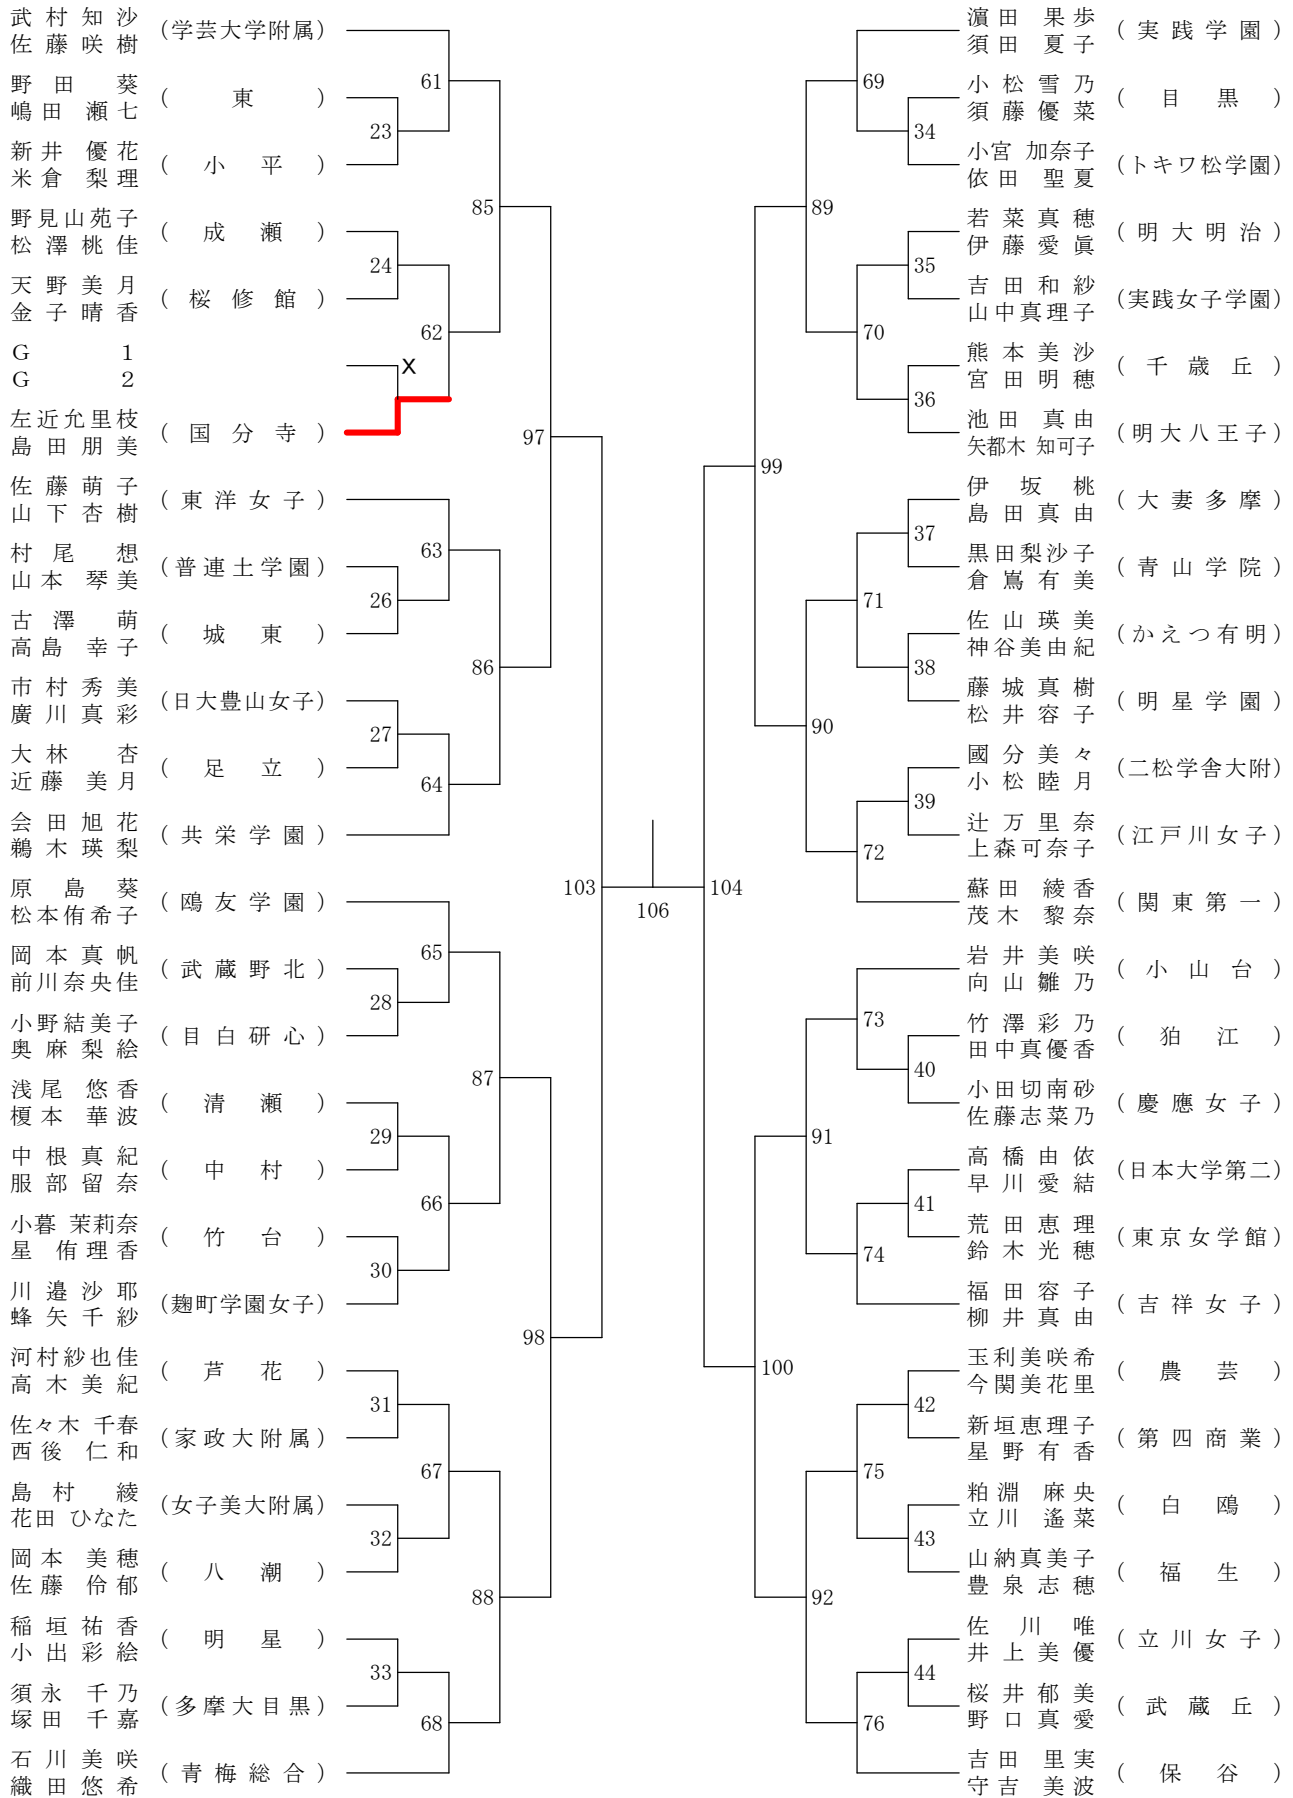 武村知沙
佐藤咲樹
(学芸大学附属)
野田 葵
嶋田 瀬七
(東)
新井 優花
米倉 梨理
(小平)
野見山苑子
松澤桃佳
(成瀬)
天野美月
金子晴香
(桜修館)
G 1
G 2
左近允里枝
島田朋美
(国分寺)
佐藤萌子
山下杏樹
(東洋女子)
村尾 想
山本 琴美
(普連土学園)
古澤 萌
高島 幸子
(城東)
市村秀美
廣川真彩
(日大豊山女子)
大林 杏
近藤 美月
(足立)
会田旭花
鵜木瑛梨
(共栄学園)
原島 葵
松本侑希子
(鴎友学園)
岡本真帆
前川奈央佳
(武蔵野北)
小野結美子
奥麻梨絵
(目白研心)
浅尾 悠香
榎本 華波
(清瀬)
中根真紀
服部留奈
(中村)
小暮 茉莉奈
星 侑理香
(竹台)
川邉沙耶
蜂矢千紗
(麹町学園女子)
河村紗也佳
高木美紀
(芦花)
佐々木 千春
西後 仁和
(家政大附属)
島村 綾
花田 ひなた
(女子美大附属)
岡本 美穂
佐藤 伶郁
(八潮)
稲垣祐香
小出彩絵
(明星)
須永 千乃
塚田 千嘉
(多摩大目黒)
石川美咲
織田悠希
(青梅総合)
61
23
85
24
62
X
97
63
26
86
27
64
103
65
28
87
29
66
30
98
31
67
32
88
33
68
106
104
69
34
89
35
70
36
99
37
71
38
90
39
72
73
40
91
41
74
100
42
75
43
92
44
76
濵田 果歩
須田 夏子
(実践学園)
小松雪乃
須藤優菜
(目黒)
小宮 加奈子
依田 聖夏
(トキワ松学園)
若菜真穂
伊藤愛眞
(明大明治)
吉田和紗
山中真理子
(実践女子学園)
熊本美沙
宮田明穂
(千歳丘)
池田 真由
矢都木 知可子
(明大八王子)
伊坂 桃
島田真由
(大妻多摩)
黒田梨沙子
倉嶌有美
(青山学院)
佐山瑛美
神谷美由紀
(かえつ有明)
藤城真樹
松井容子
(明星学園)
國分美々
小松睦月
(二松学舎大附)
辻万里奈
上森可奈子
(江戸川女子)
蘇田 綾香
茂木 黎奈
(関東第一)
岩井美咲
向山雛乃
(小山台)
竹澤彩乃
田中真優香
(狛江)
小田切南砂
佐藤志菜乃
(慶應女子)
高橋由依
早川愛結
(日本大学第二)
荒田恵理
鈴木光穂
(東京女学館)
福田容子
柳井真由
(吉祥女子)
玉利美咲希
今関美花里
(農芸)
新垣恵理子
星野有香
(第四商業)
粕淵 麻央
立川 遙菜
(白鴎)
山納真美子
豊泉志穂
(福生)
佐川 唯
井上美優
(立川女子)
桜井郁美
野口真愛
(武蔵丘)
吉田 里実
守吉 美波
(保谷)